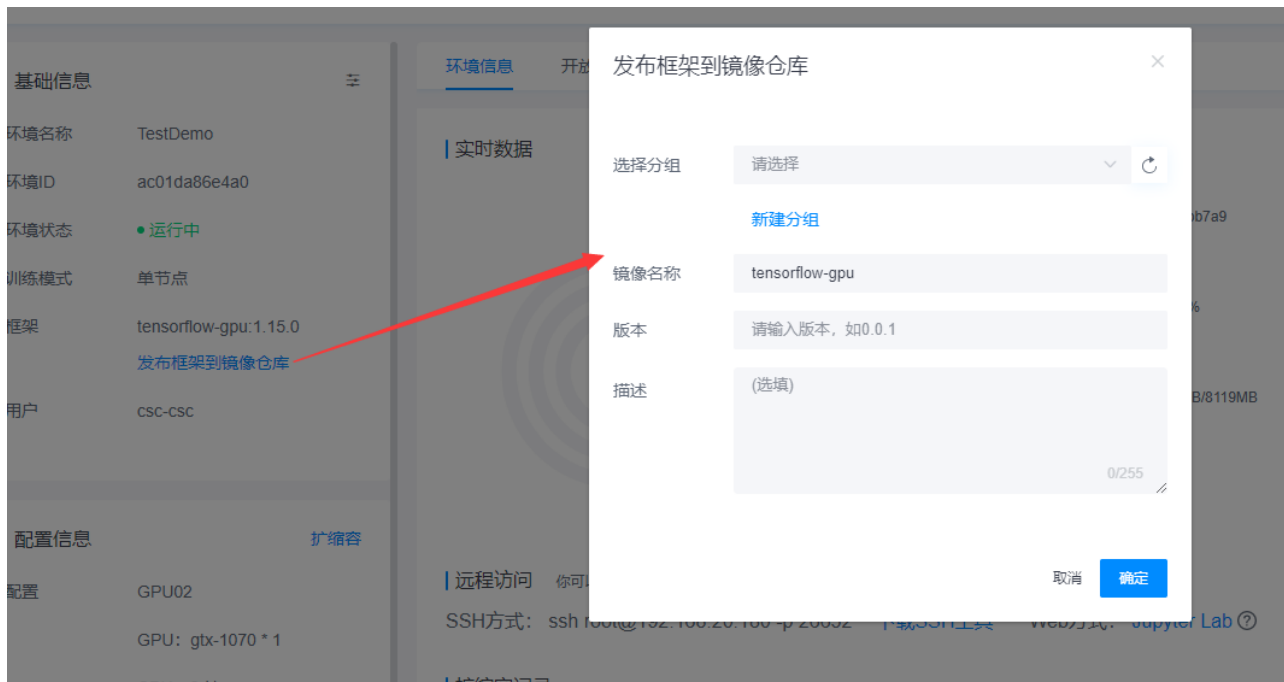 基础信息
环境名称 TestDemo
环境ID ac01da86e4a0
环境状态 运行中
训练模式 单节点
框架 tensorflow-gpu:1.15.0
发布框架到镜像仓库
用户 csc-csc
配置信息 扩缩容
配置 GPU02
GPU：gtx-1070 * 1
环境信息 开放
实时数据
bb7a9
%
B/8119MB
远程访问 你可
SSH方式： ssh
Jupyter Lab
发布框架到镜像仓库
选择分组 请选择
新建分组
镜像名称 tensorflow-gpu
版本 请输入版本，如0.0.1
描述 (选填)
0/255
取消 确定